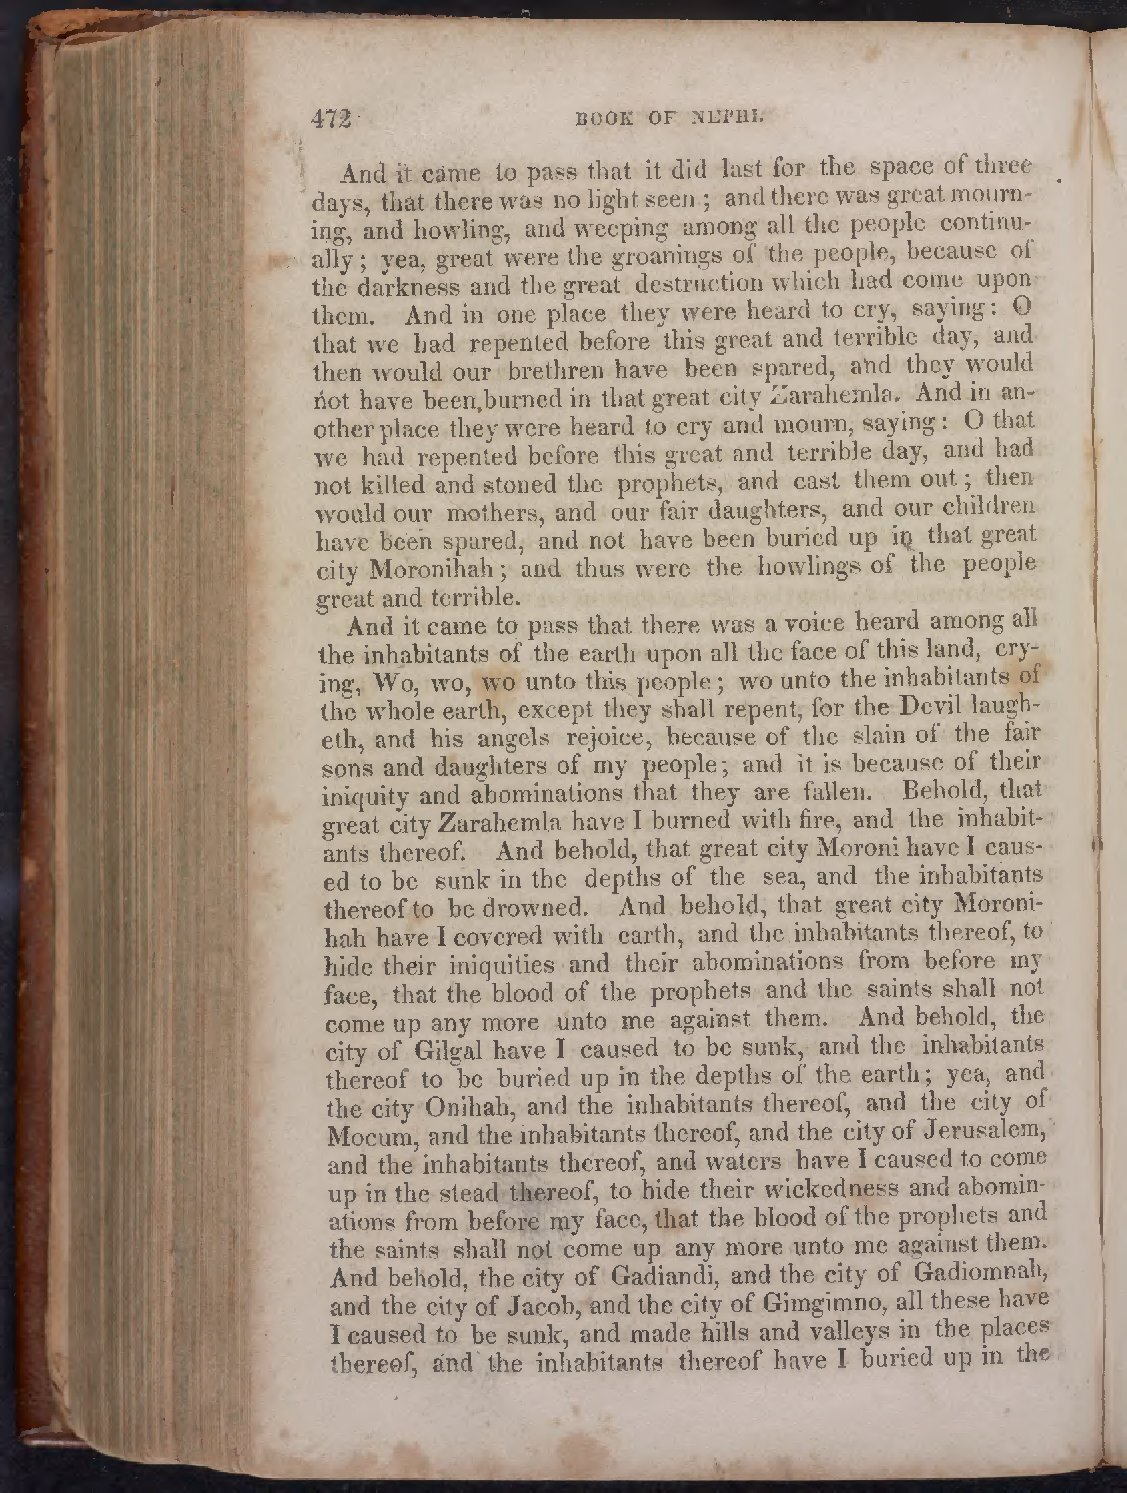 472 BOOK OF NEPHI.
And it came to pass that it did last for the space of three
days, that there was no light seen; and there was great mourn-
ing, and howling, and weeping among all the people continu-
ally; yea, great were the groanings of the people, because of
the darkness and the great destruction which had come upon
them. And in one place they were heard to cry, saying: O
that we had repented before this great and terrible day, and
then would our brethren have been spared, and they would
not have been burned in that great city Zarahemla. And in an-
other place they were heard to cry and mourn, saying: O that
we had repented before this great and terrible day, and had
not killed and stoned the prophets, and cast them out; then
would our mothers, and our fair daughters, and our children
have been spared, and not have been buried up in that great
city Moronihah; and thus were the howlings of the people
great and terrible.
And it came to pass that there was a voice heard among all
the inhabitants of the earth upon all the face of this land, cry-
ing, Wo, wo, wo unto this people; wo unto the inhabitants of
the whole earth, except they shall repent, for the Devil laugh-
eth, and his angels rejoice, because of the slain of the fair
sons and daughters of my people; and it is because of their
iniquity and abominations that they are fallen. Behold, that
great city Zarahemla have I burned with fire, and the inhabit-
ants thereof. And behold, that great city Moroni have I caus-
ed to be sunk in the depths of the sea, and the inhabitants
thereof to be drowned. And behold, that great city Moroni-
hah have I covered with earth, and the inhabitants thereof, to
hide their iniquities and their abominations from before my
face, that the blood of the prophets and the saints shall not
come up any more unto me against them. And behold, the
city of Gilgal have I caused to be sunk, and the inhabitants
thereof to be buried up in the depths of the earth; yea, and
the city Onihah, and the inhabitants thereof, and the city of
Mocum, and the inhabitants thereof, and the city of Jerusalem,
and the inhabitants thereof, and waters have I caused to come
up in the stead thereof, to hide their wickedness and abomin-
ations from before my face, that the blood of the prophets and
the saints shall not come up any more unto me against them.
And behold, the city of Gadiandi, and the city of Gadiomnah,
and the city of Jacob, and the city of Gimgimno, all these have
I caused to be sunk, and made hills and valleys in the places
thereof, and the inhabitants thereof have I buried up in the